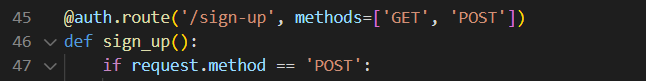 45 @auth.route('/sign-up', methods=['GET', 'POST'])
46 def sign_up():
47     if request.method == 'POST':